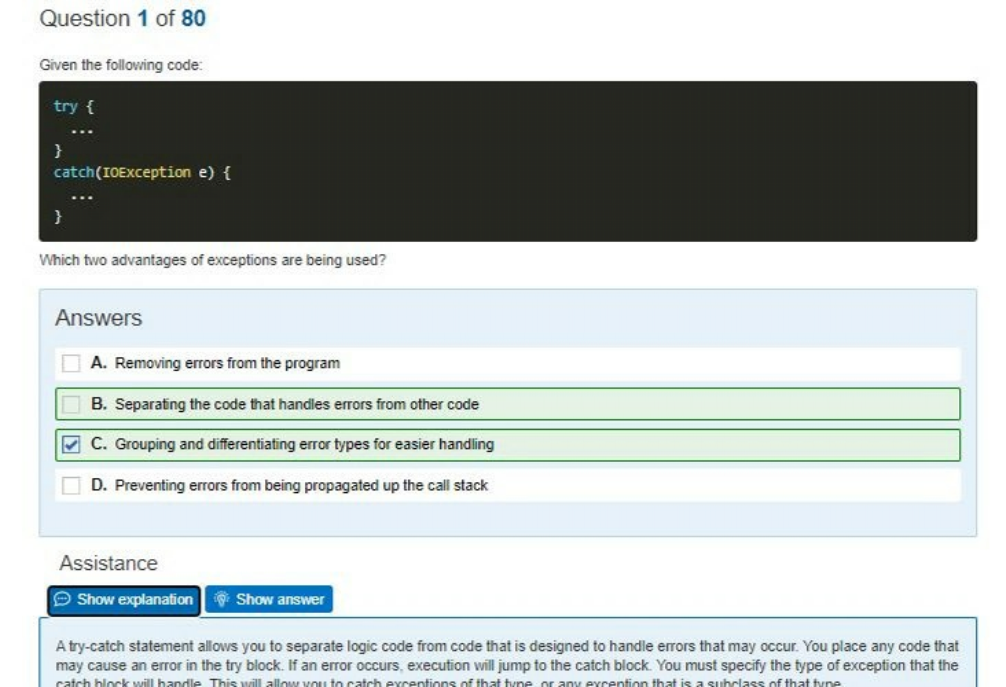 Question 1 of 80
Given the following code:
try {
...
}
catch(IOException e) {
...
}
Which two advantages of exceptions are being used?
Answers
A. Removing errors from the program
B. Separating the code that handles errors from other code
C. Grouping and differentiating error types for easier handling
D. Preventing errors from being propagated up the call stack
Assistance
Show explanation Show answer
A try-catch statement allows you to separate logic code from code that is designed to handle errors that may occur. You place any code that
may cause an error in the try block. If an error occurs, execution will jump to the catch block. You must specify the type of exception that the
catch block will handle. This will allow you to catch exceptions of that type, or any exception that is a subclass of that type.